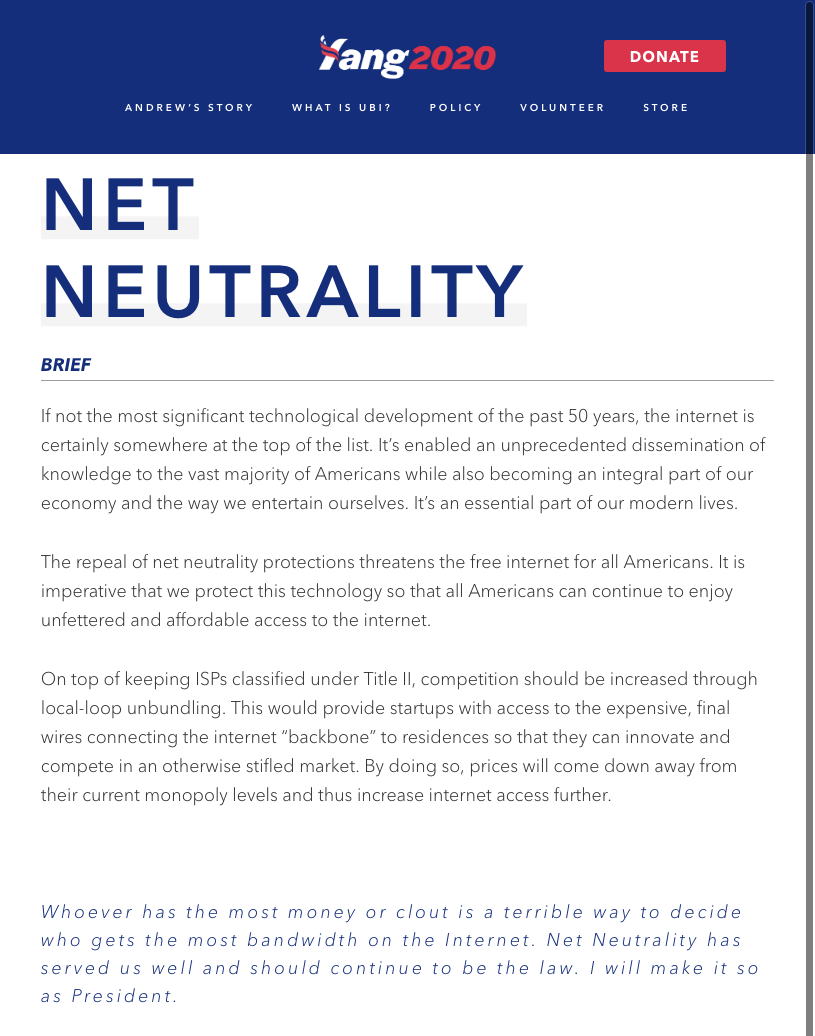 Yang2020
DONATE
ANDREW'S STORY WHAT IS UBI? POLICY VOLUNTEER STORE
NET
NEUTRALITY
BRIEF
If not the most significant technological development of the past 50 years, the internet is
certainly somewhere at the top of the list. It’s enabled an unprecedented dissemination of
knowledge to the vast majority of Americans while also becoming an integral part of our
economy and the way we entertain ourselves. It’s an essential part of our modern lives.
The repeal of net neutrality protections threatens the free internet for all Americans. It is
imperative that we protect this technology so that all Americans can continue to enjoy
unfettered and affordable access to the internet.
On top of keeping ISPs classified under Title II, competition should be increased through
local-loop unbundling. This would provide startups with access to the expensive, final
wires connecting the internet “backbone” to residences so that they can innovate and
compete in an otherwise stifled market. By doing so, prices will come down away from
their current monopoly levels and thus increase internet access further.
Whoever has the most money or clout is a terrible way to decide
who gets the most bandwidth on the Internet. Net Neutrality has
served us well and should continue to be the law. I will make it so
as President.